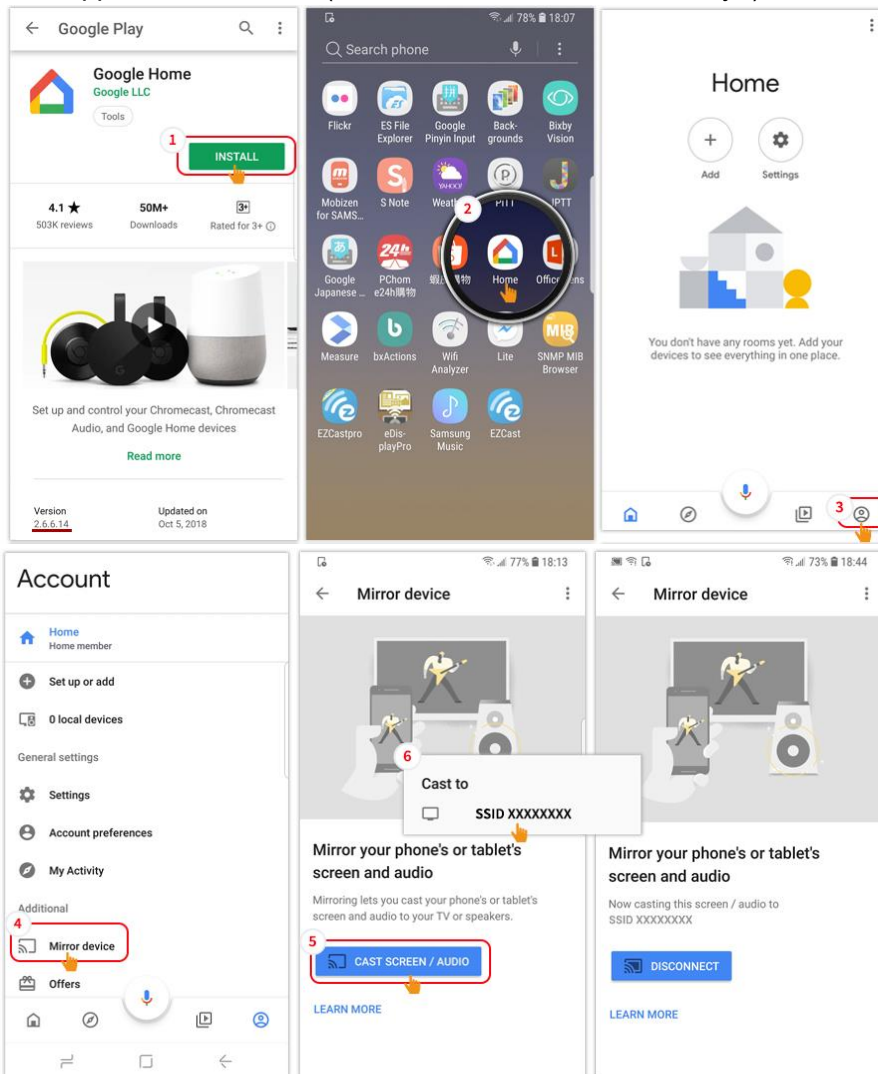 Google Play
Google Home
Google LLC
Tools
1
INSTALL
4.1 ★
503K reviews
50M+
Downloads
3+
Rated for 3+
Set up and control your Chromecast, Chromecast
Audio, and Google Home devices
Read more
Version
2.6.6.14
Updated on
Oct 5, 2018
78% 18:07
Search phone
Flickr
ES File
Explorer
Google
Pinyin Input
Back-
grounds
Bixby
Vision
Mobizen
for SAMS...
S Note
YAHOO!
PITT
JPTT
2
Google
Japanese ...
24h
PChom
e24h購物
Home
Measure
bxActions
Wifi
Analyzer
Lite
MIB
SNMP MIB
Browser
EZCastpro
eDis-
playPro
Samsung
Music
EZCast
Home
Add
Settings
You don't have any rooms yet. Add your
devices to see everything in one place.
3
Account
Home
Home member
Set up or add
0 local devices
General settings
Settings
Account preferences
My Activity
Additional
4
Mirror device
Offers
77% 18:13
Mirror device
6
Cast to
SSID XXXXXXXX
Mirror your phone's or tablet's
screen and audio
Mirroring lets you cast your phone's or tablet's
screen and audio to your TV or speakers.
5
CAST SCREEN / AUDIO
LEARN MORE
73% 18:44
Mirror device
Mirror your phone's or tablet's
screen and audio
Now casting this screen / audio to
SSID XXXXXXXX
DISCONNECT
LEARN MORE